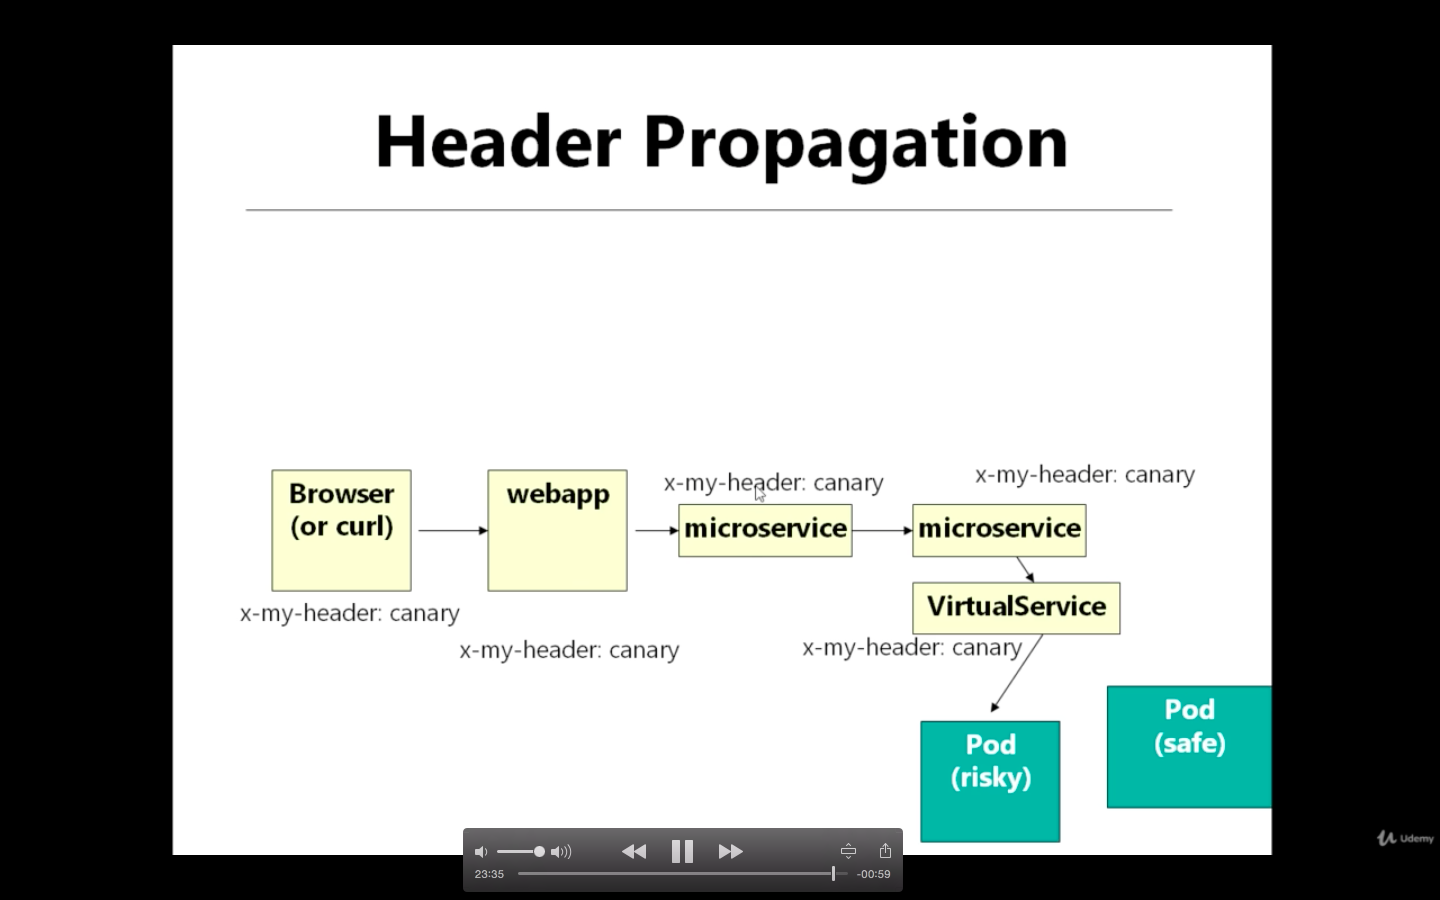 Header Propagation
x-my-header: canary
x-my-header: canary
Browser
(or curl)
webapp
microservice
microservice
x-my-header: canary
VirtualService
x-my-header: canary
x-my-header: canary
Pod
(safe)
Pod
(risky)
23:35
-00:59
Udemy